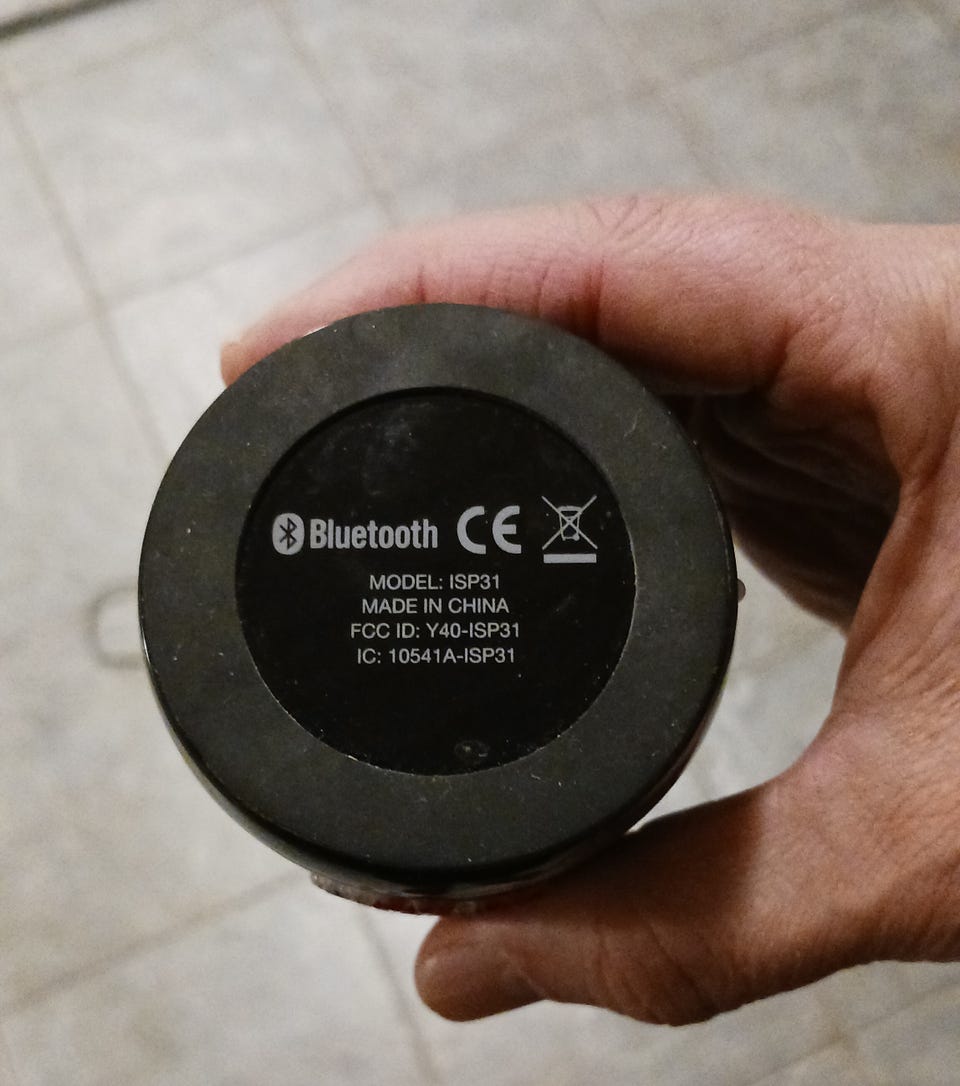 Bluetooth CE
MODEL: ISP31
MADE IN CHINA
FCC ID: Y40-ISP31
IC: 10541A-ISP31